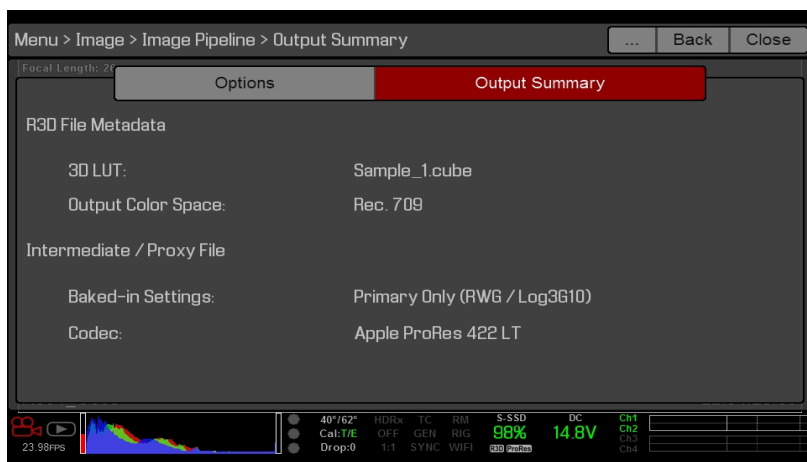 Menu > Image > Image Pipeline > Output Summary ... Back Close
Focal Length: 26
Options Output Summary
R3D File Metadata
3D LUT: Sample_1.cube
Output Color Space: Rec. 709
Intermediate / Proxy File
Baked-in Settings: Primary Only (RWG / Log3G10)
Codec: Apple ProRes 422 LT
40°/62° HDRx TC RM S-SSD DC Ch1
Cal:T/E OFF GEN RIG 98% 14.8V Ch2
Ch3
23.98FPS Drop:0 1:1 SYNC WIFI R3D ProRes Ch4